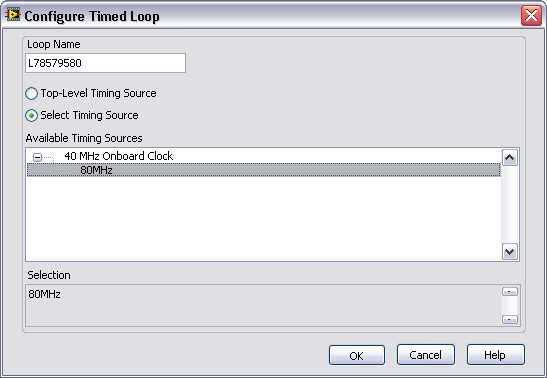 Configure Timed Loop
Loop Name
L78579580
Top-Level Timing Source
Select Timing Source
Available Timing Sources
40 MHz Onboard Clock
80MHz
Selection
80MHz
OK
Cancel
Help